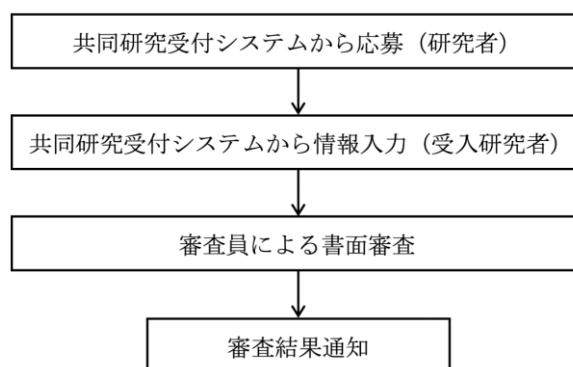 共同研究受付システムから応募（研究者）
共同研究受付システムから情報入力（受入研究者）
審査員による書面審査
審査結果通知